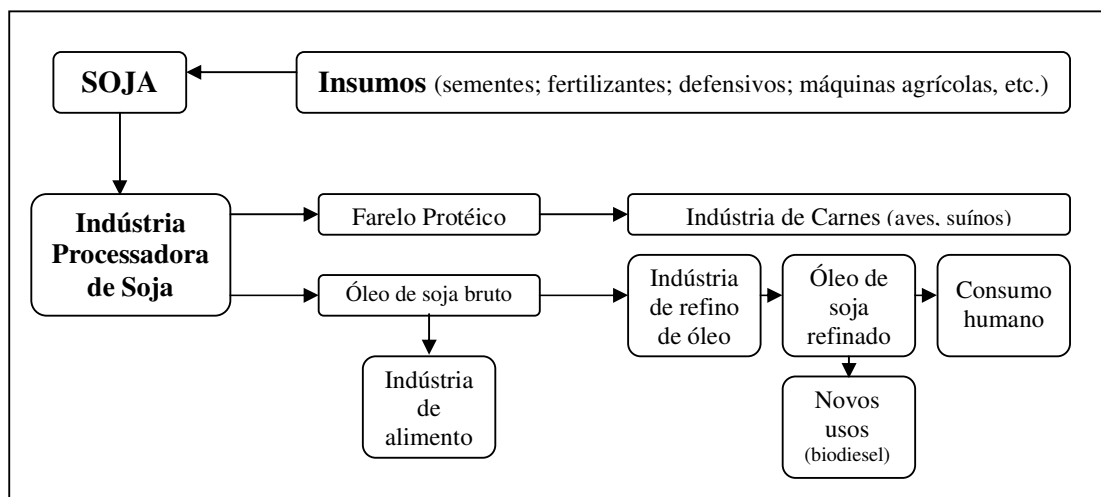 SOJA
Insumos (sementes; fertilizantes; defensivos; máquinas agrícolas, etc.)
Indústria
Processadora
de Soja
Farelo Protéico
Indústria de Carnes (aves, suínos)
Óleo de soja bruto
Indústria
de refino
de óleo
Óleo de
soja
refinado
Consumo
humano
Indústria
de
alimento
Novos
usos
(biodiesel)